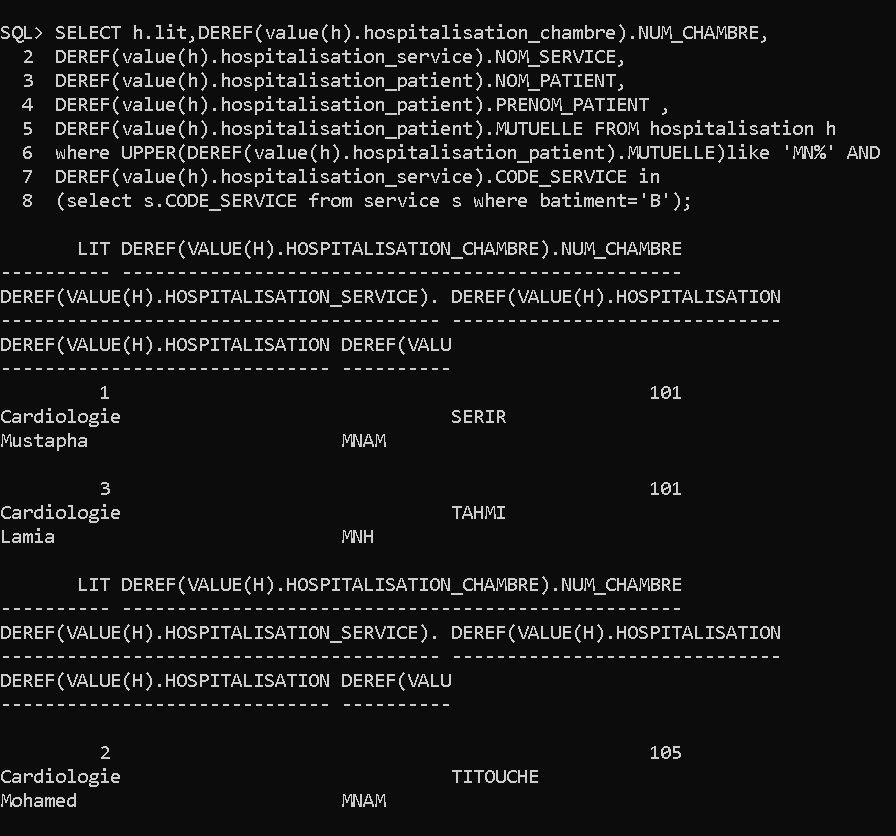 SQL> SELECT h.lit,DEREF(value(h).hospitalisation_chambre).NUM_CHAMBRE,
  2  DEREF(value(h).hospitalisation_service).NOM_SERVICE,
  3  DEREF(value(h).hospitalisation_patient).NOM_PATIENT,
  4  DEREF(value(h).hospitalisation_patient).PRENOM_PATIENT ,
  5  DEREF(value(h).hospitalisation_patient).MUTUELLE FROM hospitalisation h
  6  where UPPER(DEREF(value(h).hospitalisation_patient).MUTUELLE)like 'MN%' AND
  7  DEREF(value(h).hospitalisation_service).CODE_SERVICE in
  8  (select s.CODE_SERVICE from service s where batiment='B');
       LIT DEREF(VALUE(H).HOSPITALISATION_CHAMBRE).NUM_CHAMBRE
---------- ---------------------------------------------------
DEREF(VALUE(H).HOSPITALISATION_SERVICE). DEREF(VALUE(H).HOSPITALISATION
---------------------------------------- ------------------------------
DEREF(VALUE(H).HOSPITALISATION DEREF(VALU
------------------------------ ----------
         1                                                 101
Cardiologie                              SERIR
Mustapha                       MNAM
         3                                                 101
Cardiologie                              TAHMI
Lamia                          MNH
       LIT DEREF(VALUE(H).HOSPITALISATION_CHAMBRE).NUM_CHAMBRE
---------- ---------------------------------------------------
DEREF(VALUE(H).HOSPITALISATION_SERVICE). DEREF(VALUE(H).HOSPITALISATION
---------------------------------------- ------------------------------
DEREF(VALUE(H).HOSPITALISATION DEREF(VALU
------------------------------ ----------
         2                                                 105
Cardiologie                              TITOUCHE
Mohamed                        MNAM